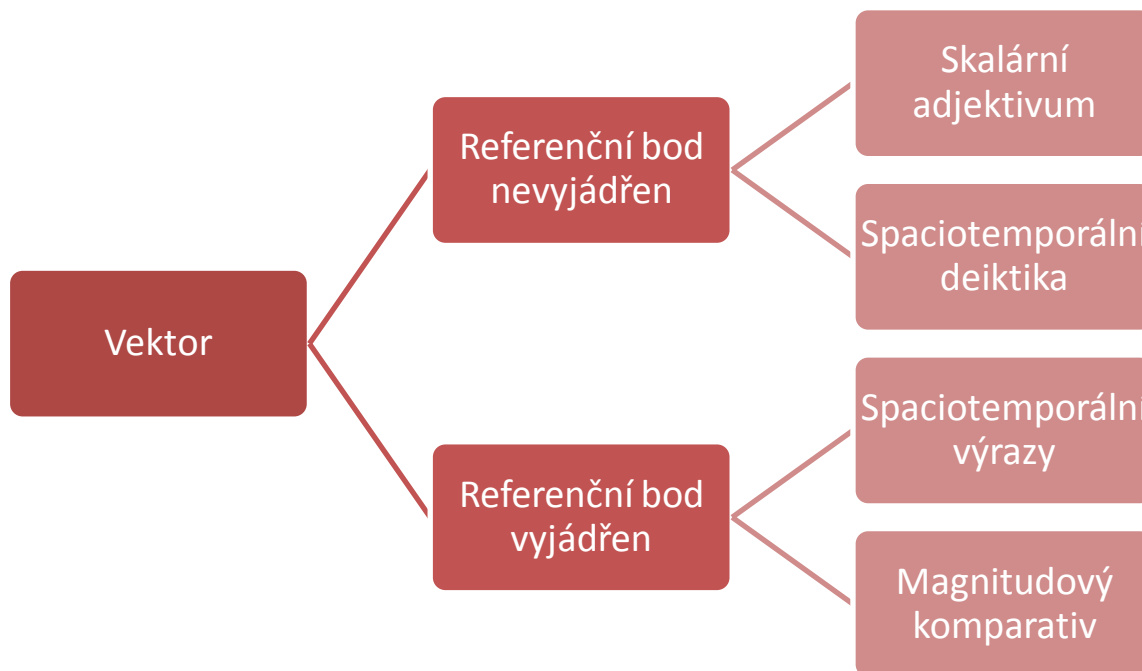 Vektor
Referenční bod
nevyjádřen
Skalární
adjektivum
Spaciotemporální
deiktika
Referenční bod
vyjádřen
Spaciotemporální
výrazy
Magnitudový
komparativ